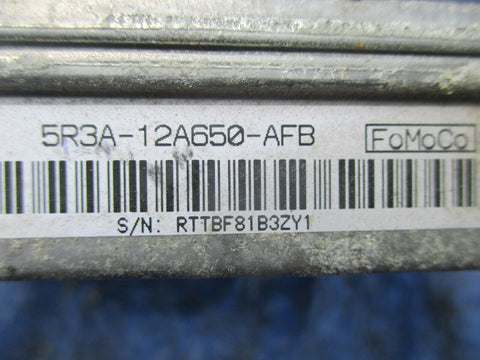 5R3A-12A650-AFB FoMoCo
S/N: RTTBF81B3ZY1